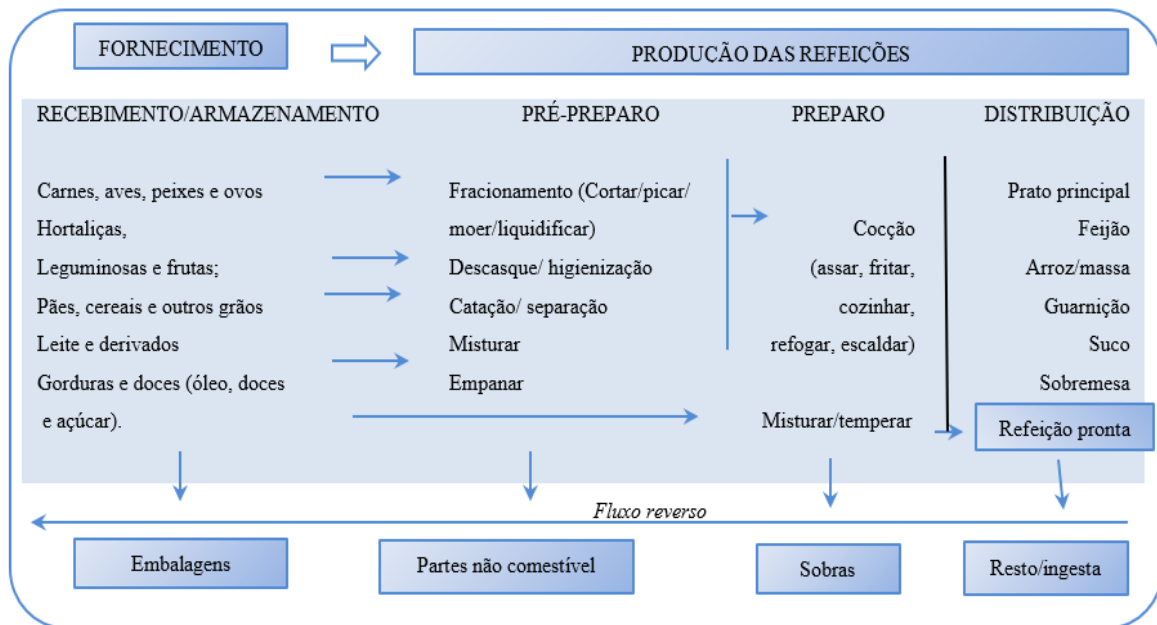 FORNECIMENTO
PRODUÇÃO DAS REFEIÇÕES
RECEBIMENTO/ARMAZENAMENTO
PRÉ-PREPARO
PREPARO
DISTRIBUIÇÃO
Carnes, aves, peixes e ovos
Hortaliças,
Leguminosas e frutas;
Pães, cereais e outros grãos
Leite e derivados
Gorduras e doces (óleo, doces
e açúcar).
Fracionamento (Cortar/picar/
moer/liquidificar)
Descasque/ higienização
Catação/ separação
Misturar
Empanar
Cocção
(assar, fritar,
cozinhar,
refogar, escaldar)
Misturar/temperar
Prato principal
Feijão
Arroz/massa
Guarnição
Suco
Sobremesa
Refeição pronta
Fluxo reverso
Embalagens
Partes não comestível
Sobras
Resto/ingesta